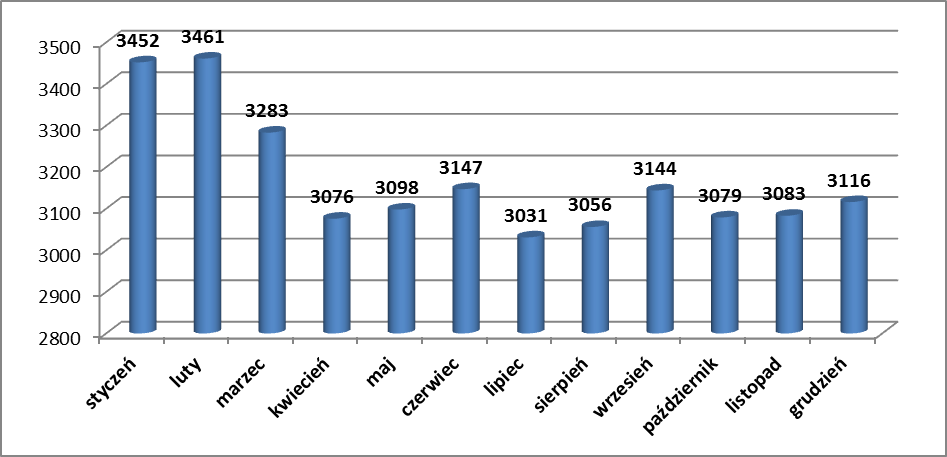 3500
3400
3300
3200
3100
3000
2900
2800
3452
3461
3283
3076
3098
3147
3031
3056
3144
3079
3083
3116
styczeń
luty
marzec
kwiecień
maj
czerwiec
lipiec
sierpień
wrzesień
październik
listopad
grudzień